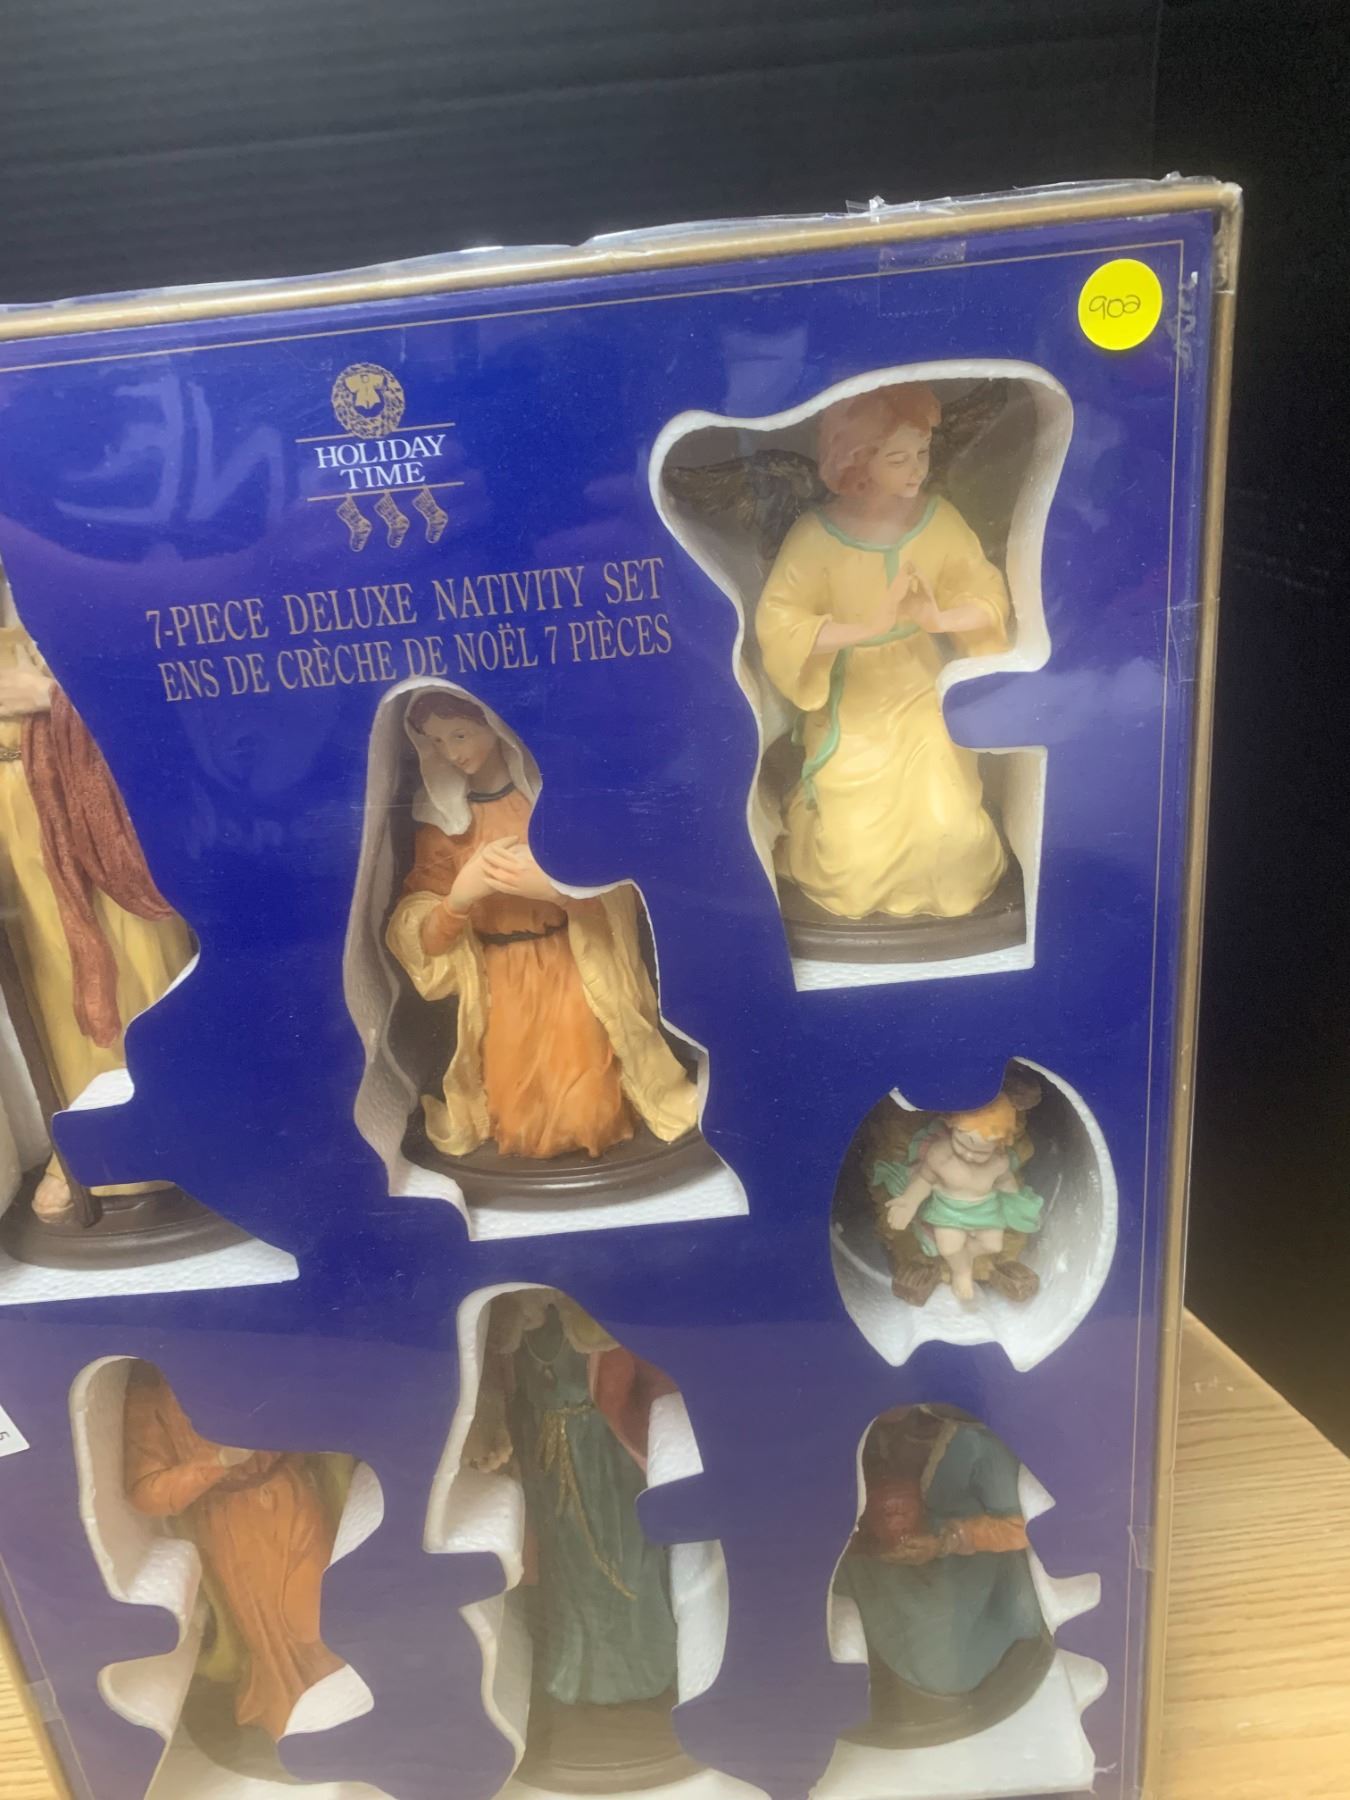 902
HOLIDAY
TIME
7-PIECE DELUXE NATIVITY SET
ENS DE CRÈCHE DE NOËL 7 PIÈCES